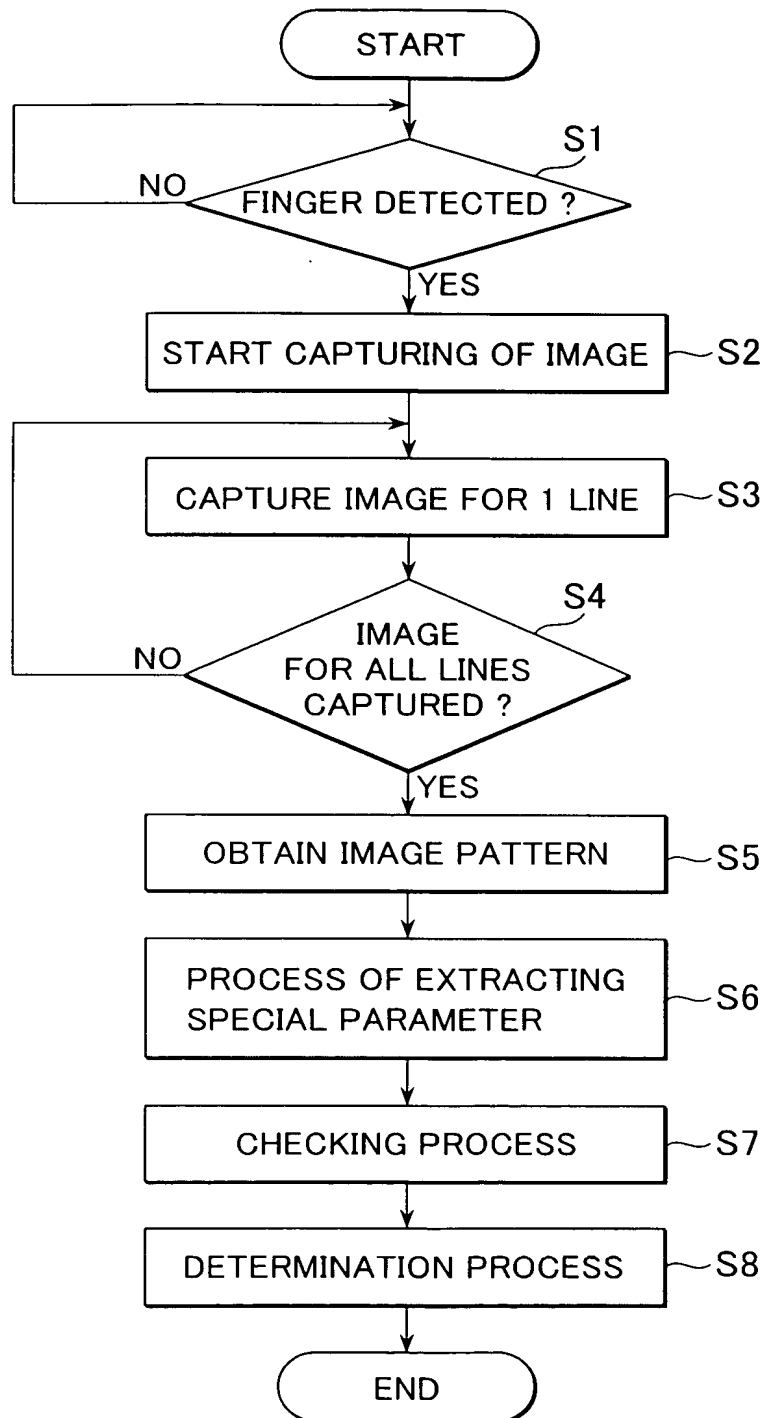 START
S1
NO
FINGER DETECTED ?
YES
START CAPTURING OF IMAGE
S2
CAPTURE IMAGE FOR 1 LINE
S3
S4
IMAGE
NO
FOR ALL LINES
CAPTURED ?
YES
OBTAIN IMAGE PATTERN
S5
PROCESS OF EXTRACTING
SPECIAL PARAMETER
S6
CHECKING PROCESS
S7
DETERMINATION PROCESS
S8
END